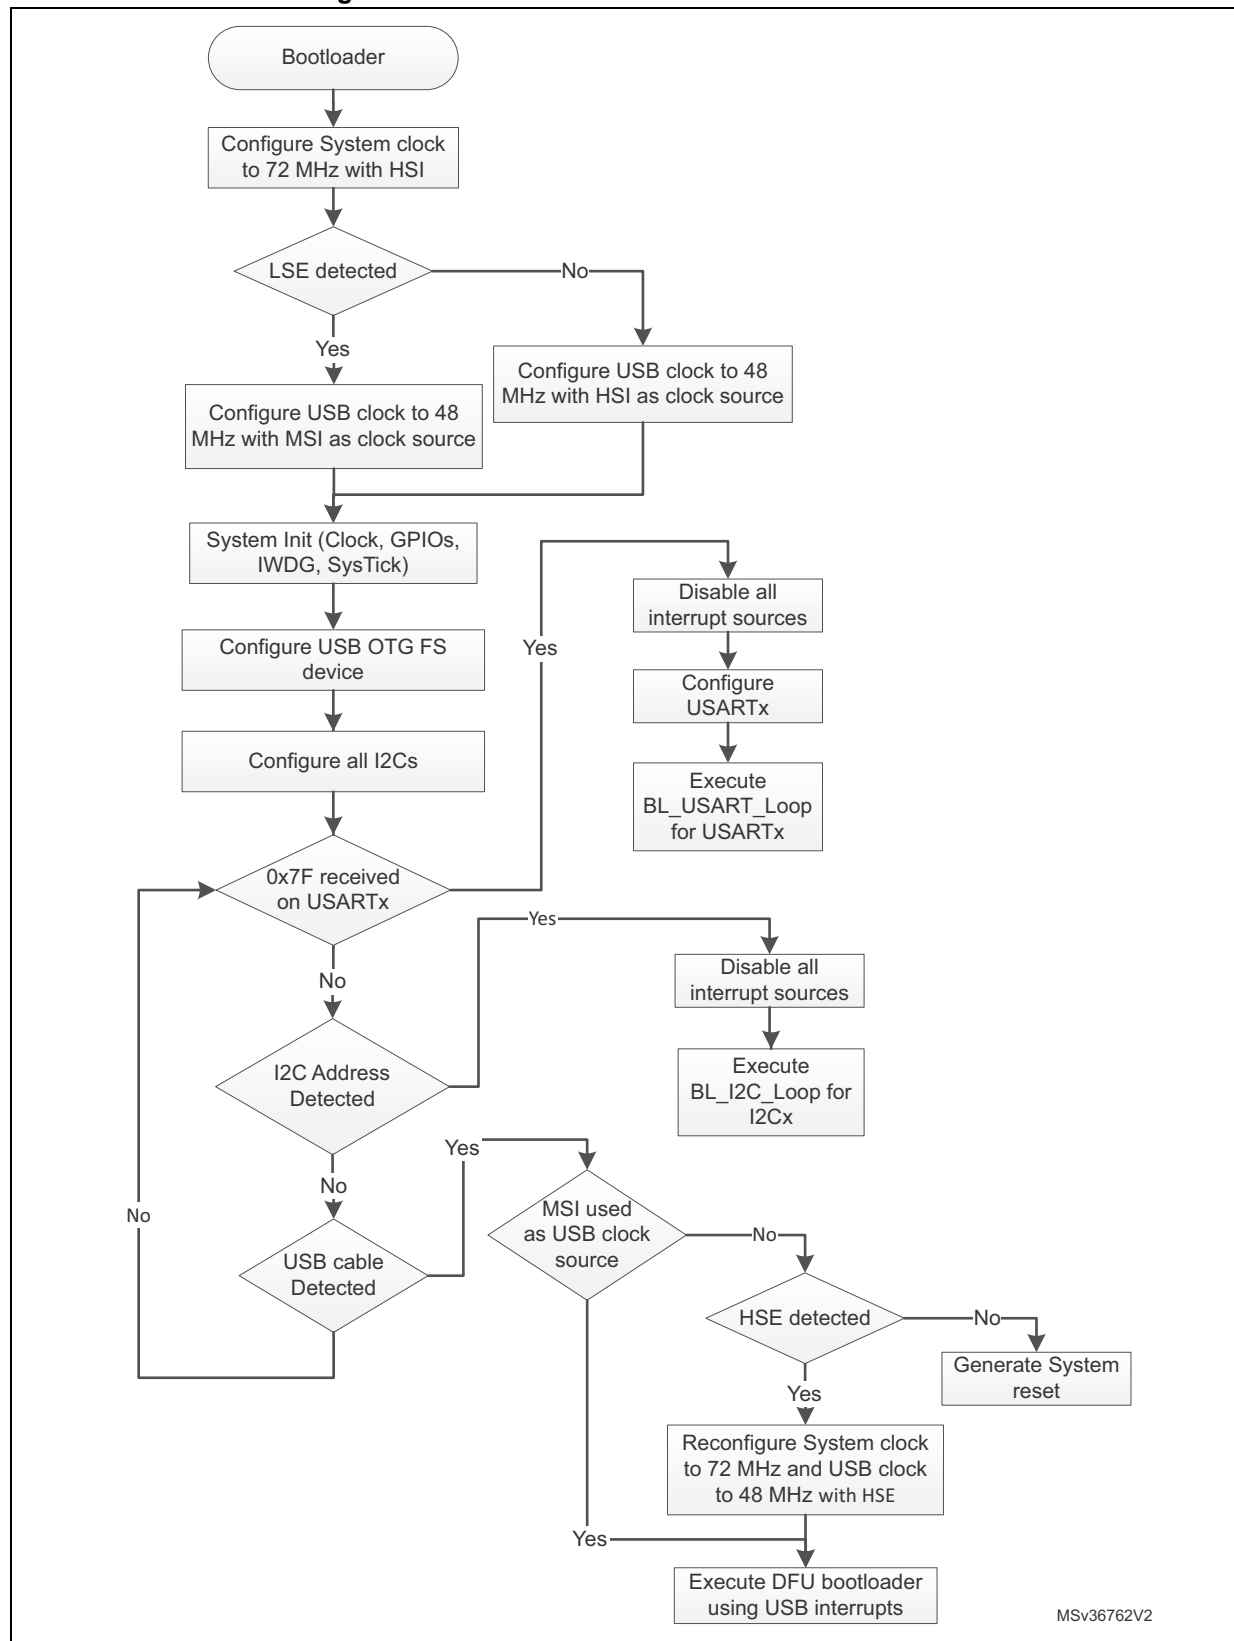 Bootloader
Configure System clock
to 72 MHz with HSI
LSE detected
No
Yes
Configure USB clock to 48
MHz with HSI as clock source
Configure USB clock to 48
MHz with MSI as clock source
System Init (Clock, GPIOs,
IWDG, SysTick)
Disable all
interrupt sources
Configure USB OTG FS
device
Yes
Configure
USARTx
Configure all I2Cs
Execute
BL_USART_Loop
for USARTx
0x7F received
on USARTx
Yes
No
Disable all
interrupt sources
I2C Address
Detected
Execute
BL_I2C_Loop for
I2Cx
Yes
No
No
MSI used
as USB clock
source
No
USB cable
Detected
HSE detected
No
Generate System
reset
Yes
Reconfigure System clock
to 72 MHz and USB clock
to 48 MHz with HSE
Yes
Execute DFU bootloader
using USB interrupts
MSv36762V2